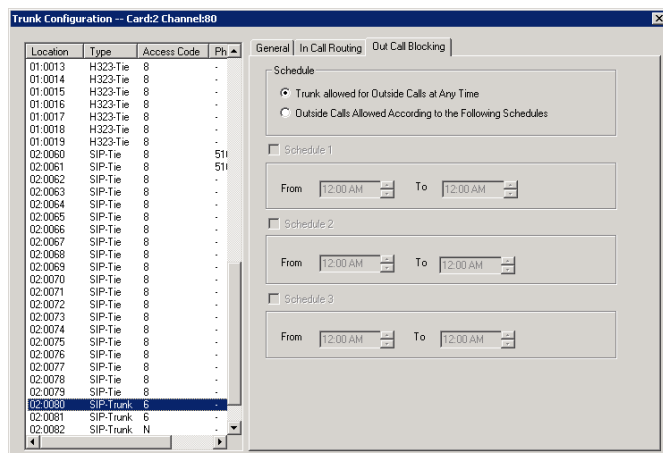 Trunk Configuration -- Card:2 Channel:80
Location Type Access Code Ph
01:0013 H323-Tie 8 -
01:0014 H323-Tie 8 -
01:0015 H323-Tie 8 -
01:0016 H323-Tie 8 -
01:0017 H323-Tie 8 -
01:0018 H323-Tie 8 -
01:0019 H323-Tie 8 -
02:0060 SIP-Tie 8 510
02:0061 SIP-Tie 8 510
02:0062 SIP-Tie 8 -
02:0063 SIP-Tie 8 -
02:0064 SIP-Tie 8 -
02:0065 SIP-Tie 8 -
02:0066 SIP-Tie 8 -
02:0067 SIP-Tie 8 -
02:0068 SIP-Tie 8 -
02:0069 SIP-Tie 8 -
02:0070 SIP-Tie 8 -
02:0071 SIP-Tie 8 -
02:0072 SIP-Tie 8 -
02:0073 SIP-Tie 8 -
02:0074 SIP-Tie 8 -
02:0075 SIP-Tie 8 -
02:0076 SIP-Tie 8 -
02:0077 SIP-Tie 8 -
02:0078 SIP-Tie 8 -
02:0079 SIP-Tie 8 -
02:0080 SIP-Trunk 6 -
02:0081 SIP-Trunk 6 -
02:0082 SIP-Trunk N -
General In Call Routing Out Call Blocking
Schedule
Trunk allowed for Outside Calls at Any Time
Outside Calls Allowed According to the Following Schedules
Schedule 1
From 12:00 AM To 12:00 AM
Schedule 2
From 12:00 AM To 12:00 AM
Schedule 3
From 12:00 AM To 12:00 AM